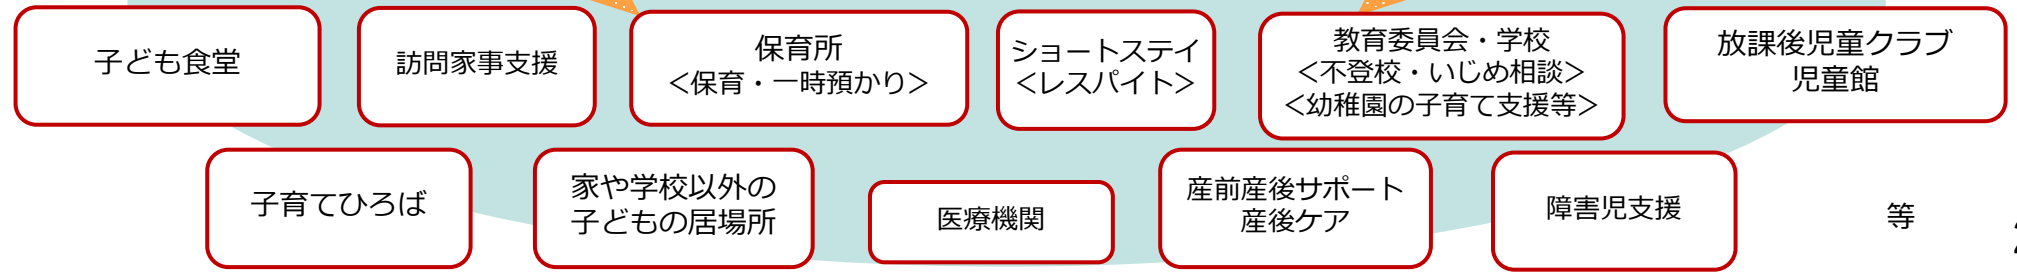 子ども食堂
訪問家事支援
保育所
<保育・一時預かり>
ショートステイ
<レスパイト>
教育委員会・学校
<不登校・いじめ相談>
<幼稚園の子育て支援等>
放課後児童クラブ
児童館
子育てひろば
家や学校以外の
子どもの居場所
医療機関
産前産後サポート
産後ケア
障害児支援
等